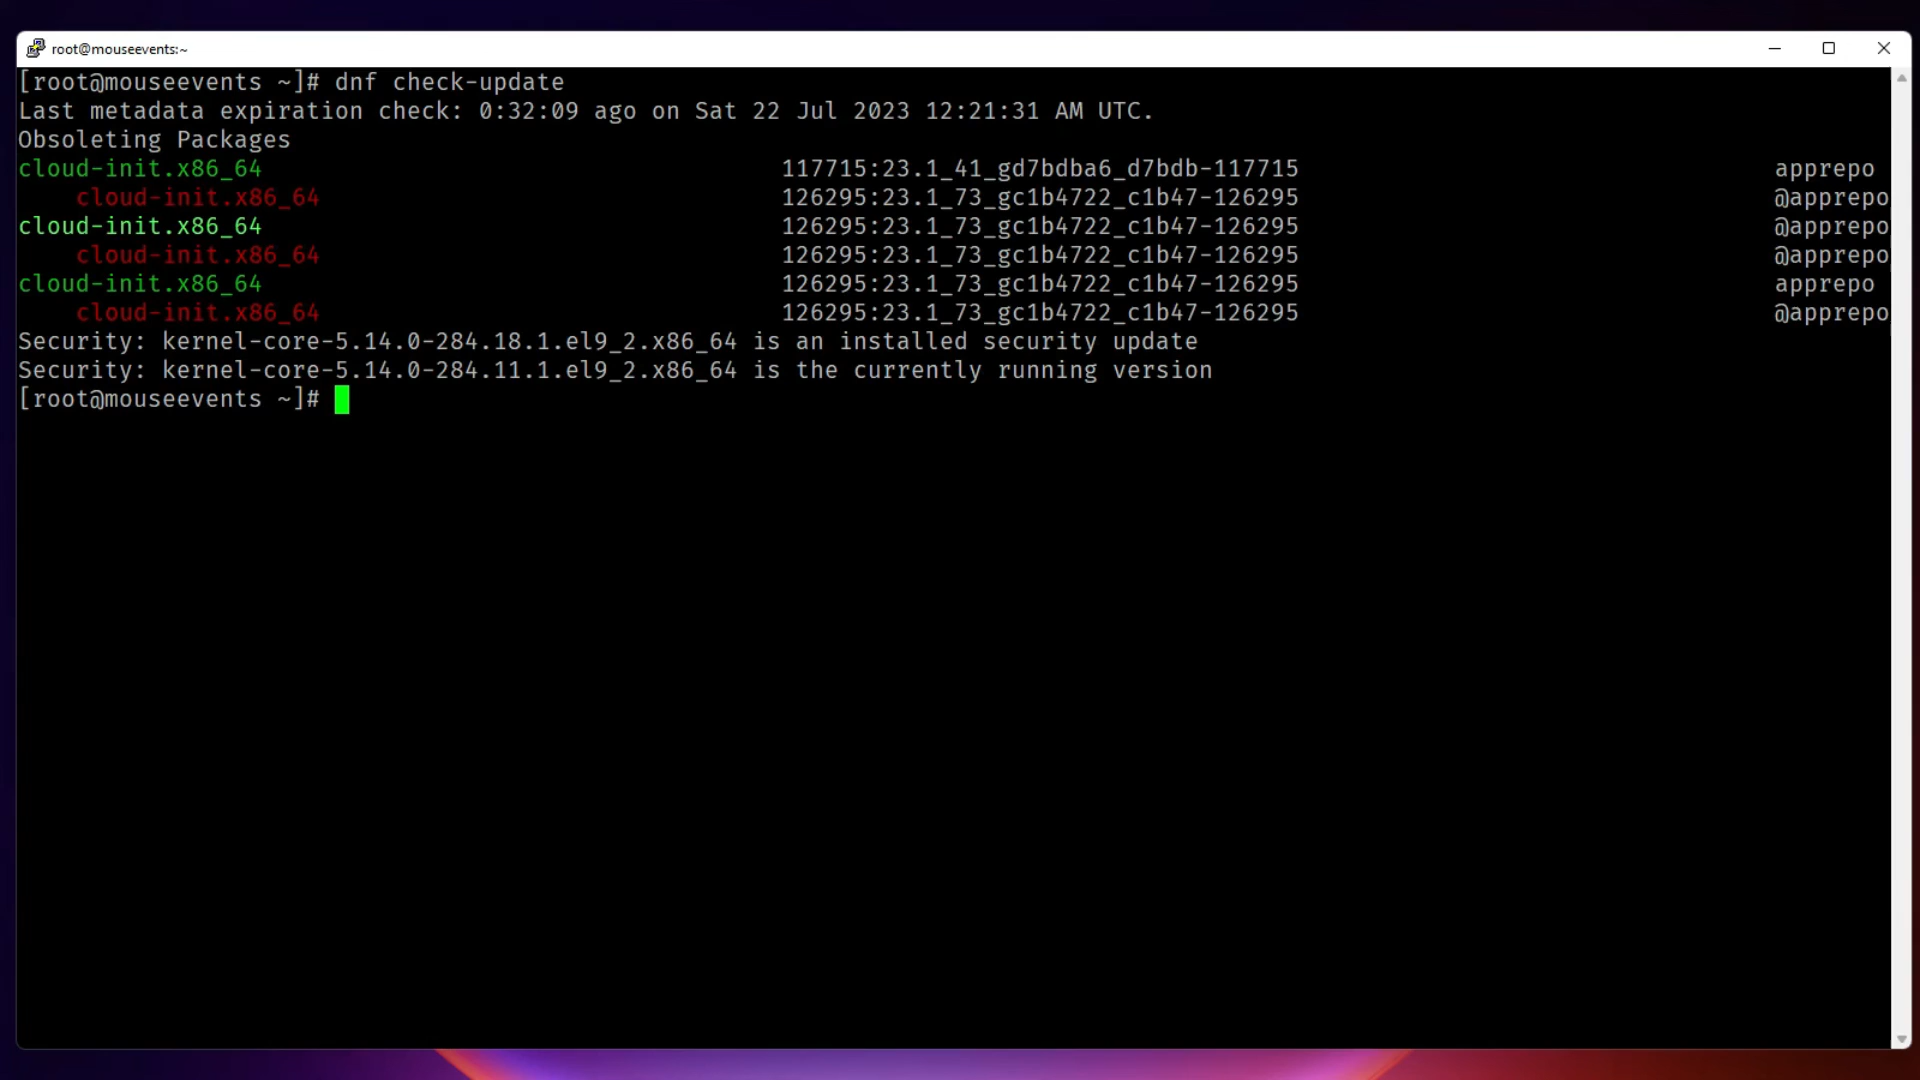 root@mouseevents:~
[root@mouseevents ~]# dnf check-update
Last metadata expiration check: 0:32:09 ago on Sat 22 Jul 2023 12:21:31 AM UTC.
Obsoleting Packages
cloud-init.x86_64 117715:23.1_41_gd7bdba6_d7bdb-117715 apprepo
cloud-init.x86_64 126295:23.1_73_gc1b4722_c1b47-126295 @apprepo
cloud-init.x86_64 126295:23.1_73_gc1b4722_c1b47-126295 @apprepo
cloud-init.x86_64 126295:23.1_73_gc1b4722_c1b47-126295 @apprepo
cloud-init.x86_64 126295:23.1_73_gc1b4722_c1b47-126295 apprepo
cloud-init.x86_64 126295:23.1_73_gc1b4722_c1b47-126295 @apprepo
Security: kernel-core-5.14.0-284.18.1.el9_2.x86_64 is an installed security update
Security: kernel-core-5.14.0-284.11.1.el9_2.x86_64 is the currently running version
[root@mouseevents ~]#